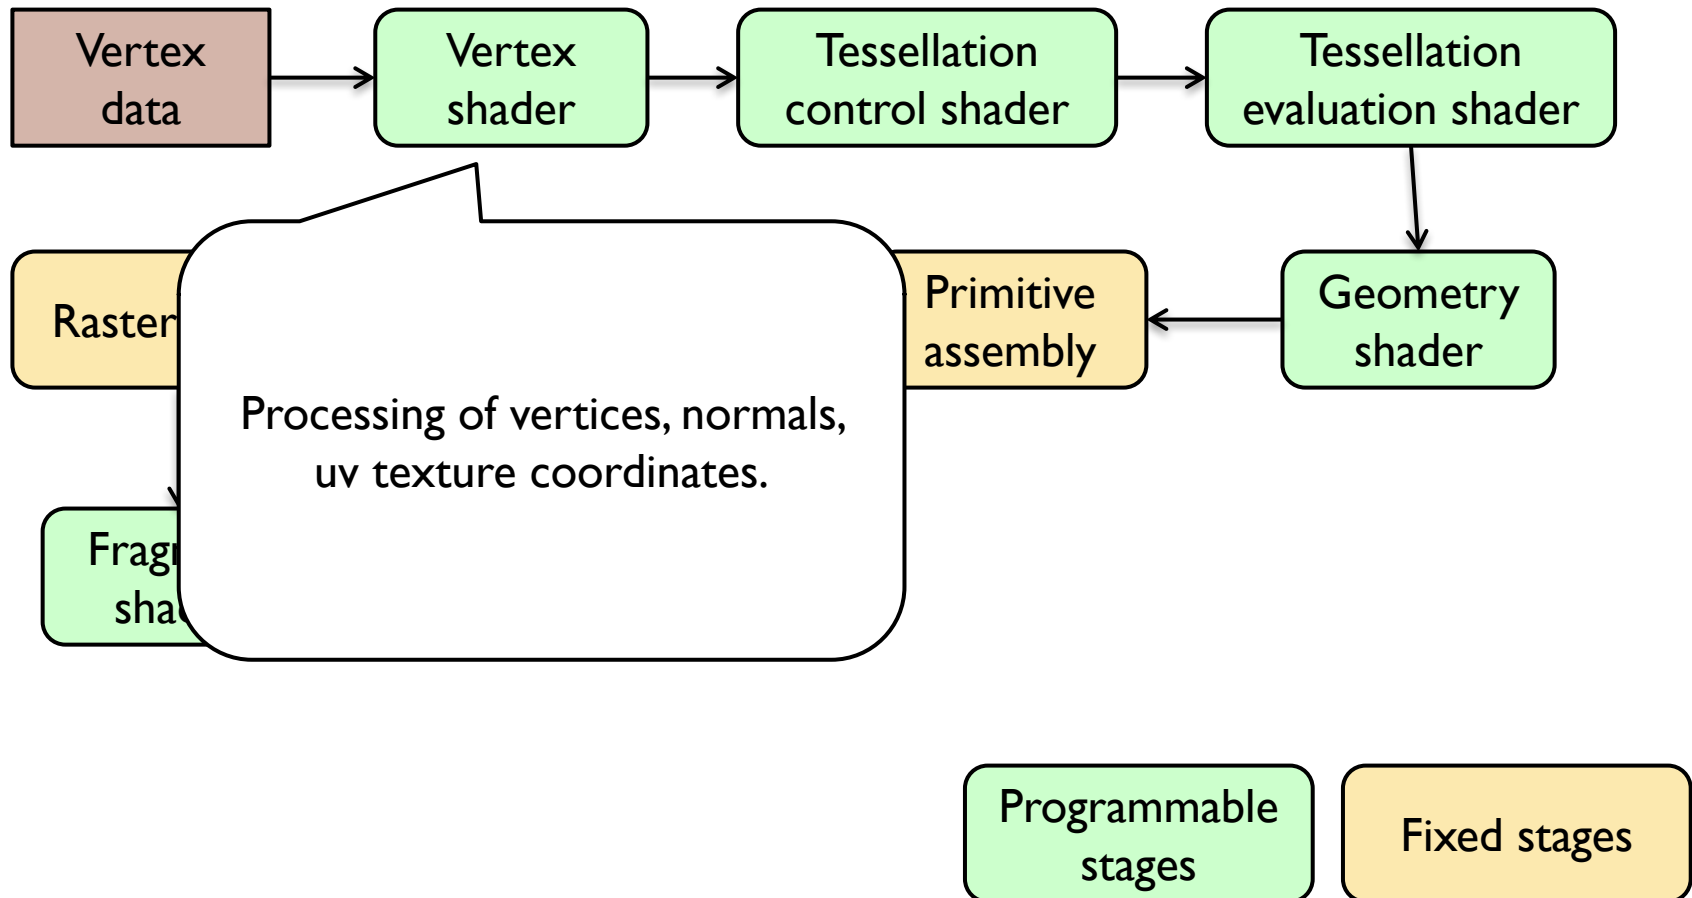 Vertex
data
Vertex
shader
Tessellation
control shader
Tessellation
evaluation shader
Raster
Primitive
assembly
Geometry
shader
Processing of vertices, normals,
uv texture coordinates.
shader
Programmable
stages
Fixed stages